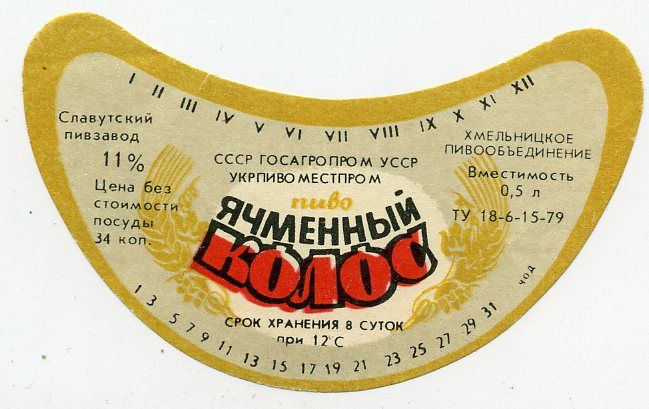 I II III IV V VI VII VIII IX X XI XII
Славутский
пивзавод
11%
Цена без
стоимости
посуды
34 коп.
СССР ГОСАГРОПРОМ УССР
УКРПИВОМЕСТПРОМ
пиво
ЯЧМЕННЫЙ
КОЛОС
СРОК ХРАНЕНИЯ 8 СУТОК
при 12°С
ХМЕЛЬНИЦКОЕ
ПИВООБЪЕДИНЕНИЕ
Вместимость
0,5 л
ТУ 18-6-15-79
1 3 5 7 9 11 13 15 17 19 21 23 25 27 29 31 чод